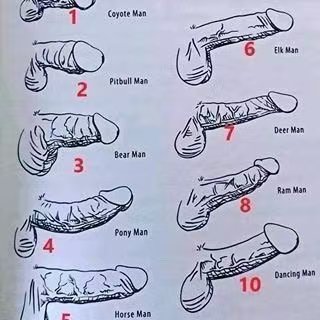 1
Coyote Man
2
Pitbull Man
3
Bear Man
4
Pony Man
5
Horse Man
6
Elk Man
7
Deer Man
8
Ram Man
10
Dancing Man